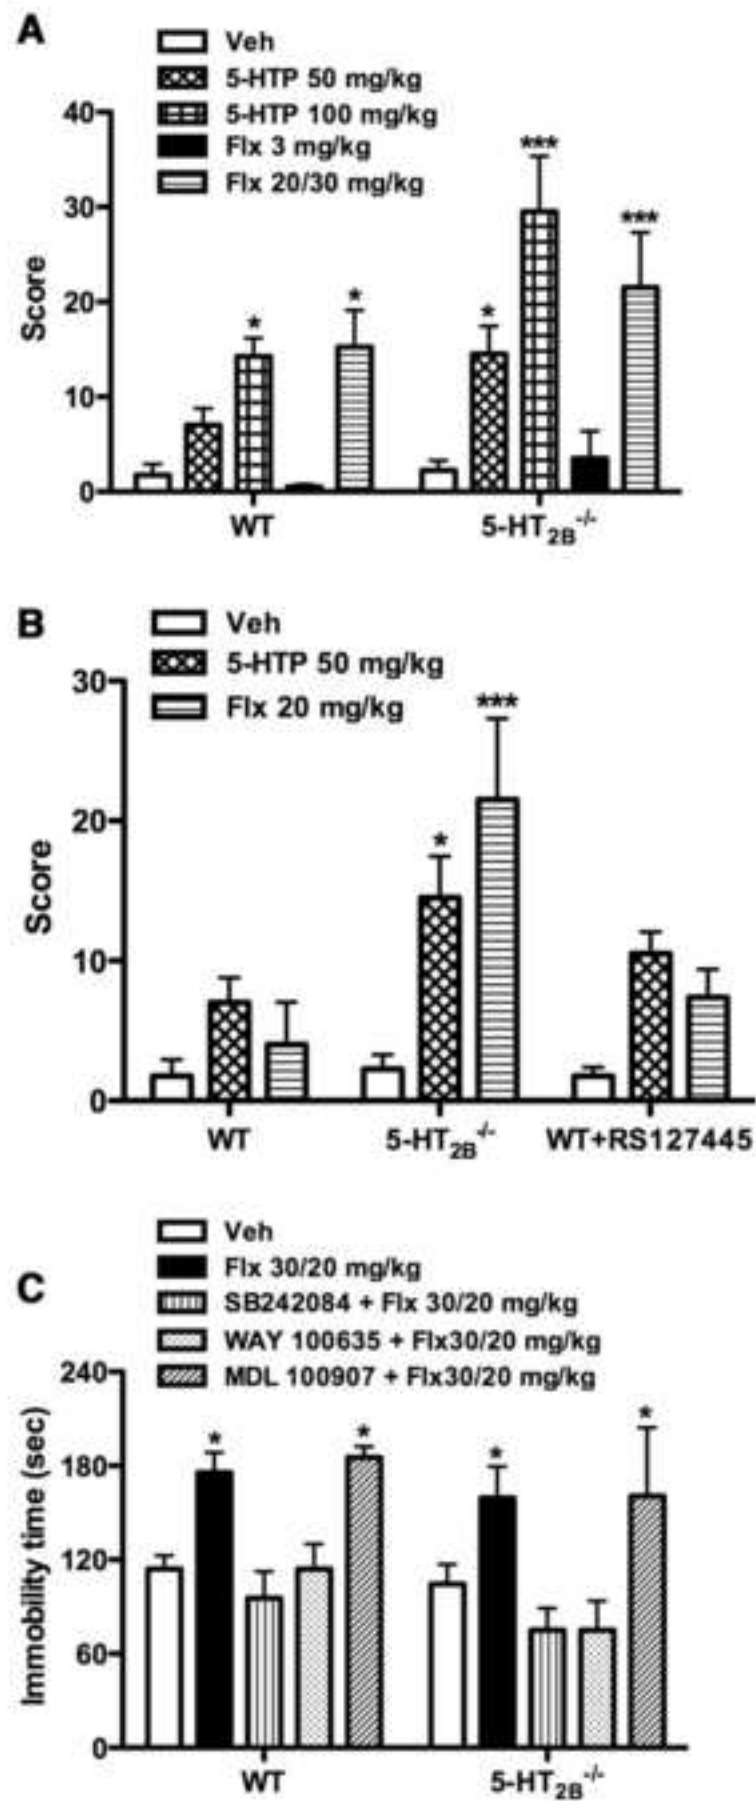 A
Veh
5-HTP 50 mg/kg
5-HTP 100 mg/kg
Flx 3 mg/kg
Flx 20/30 mg/kg
40
30
20
10
0
Score
*
*
*
***
***
WT
5-HT2B-/-
B
Veh
5-HTP 50 mg/kg
Flx 20 mg/kg
30
20
10
0
Score
*
***
WT
5-HT2B-/-
WT+RS127445
C
Veh
Flx 30/20 mg/kg
SB242084 + Flx 30/20 mg/kg
WAY 100635 + Flx30/20 mg/kg
MDL 100907 + Flx30/20 mg/kg
240
180
120
60
0
Immobility time (sec)
*
*
*
*
WT
5-HT2B-/-